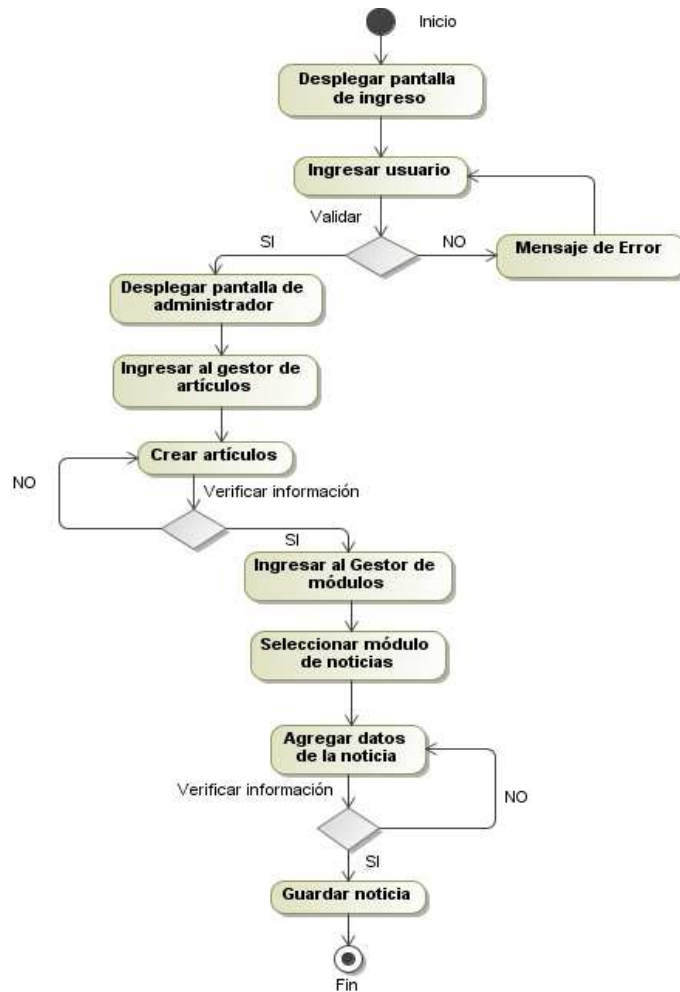 Inicio
Desplegar pantalla
de ingreso
Ingresar usuario
Validar
SI
NO
Mensaje de Error
Desplegar pantalla de
administrador
Ingresar al gestor de
artículos
Crear artículos
NO
Verificar información
SI
Ingresar al Gestor de
módulos
Seleccionar módulo
de noticias
Agregar datos
de la noticia
Verificar información
NO
SI
Guardar noticia
Fin